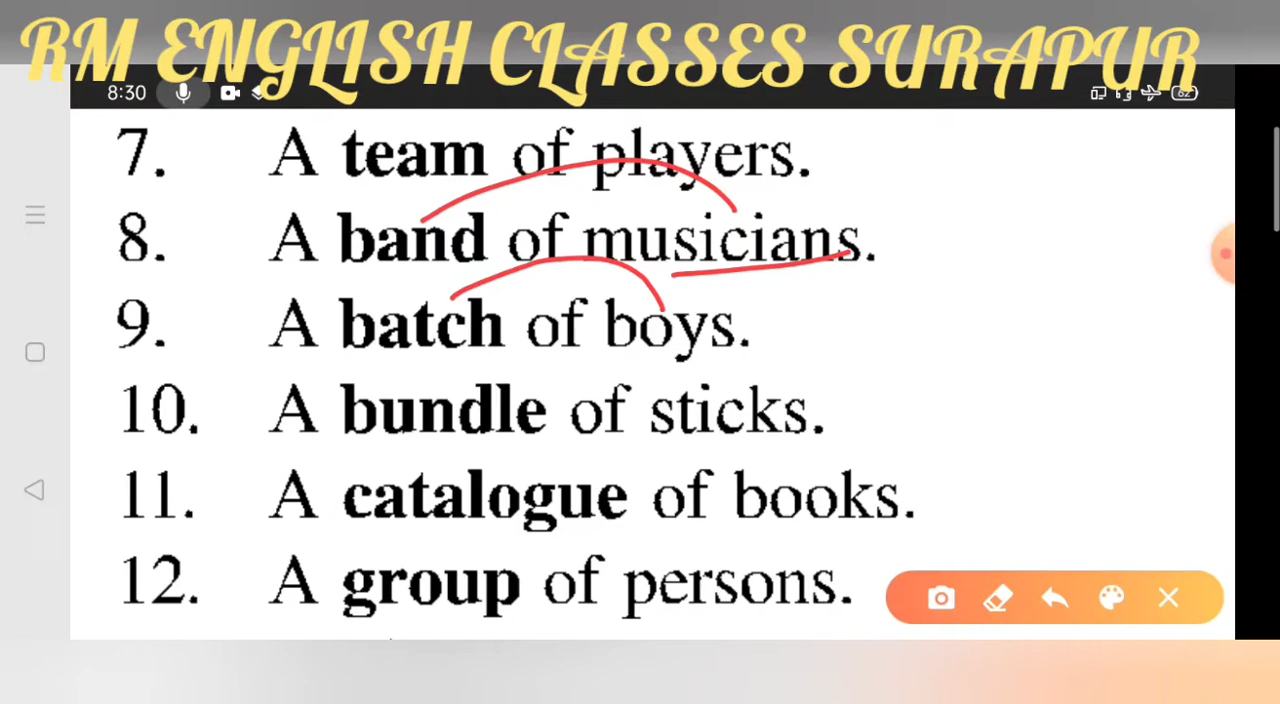 RM ENGLISH CLASSES SURAPUR
8:30 62
7. A team of players.
8. A band of musicians.
9. A batch of boys.
10. A bundle of sticks.
11. A catalogue of books.
12. A group of persons.